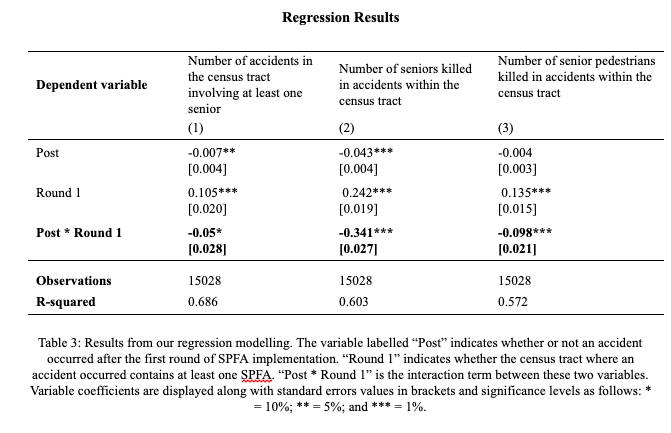 Regression Results
Dependent variable
Number of accidents in
the census tract
involving at least one
senior
Number of seniors killed
in accidents within the
census tract
Number of senior pedestrians
killed in accidents within the
census tract
(1) (2) (3)
Post -0.007** -0.043*** -0.004
[0.004] [0.004] [0.003]
Round 1 0.105*** 0.242*** 0.135***
[0.020] [0.019] [0.015]
Post * Round 1 -0.05* -0.341*** -0.098***
[0.028] [0.027] [0.021]
Observations 15028 15028 15028
R-squared 0.686 0.603 0.572
Table 3: Results from our regression modelling. The variable labelled “Post” indicates whether or not an accident
occurred after the first round of SPFA implementation. “Round 1” indicates whether the census tract where an
accident occurred contains at least one SPFA. “Post * Round 1” is the interaction term between these two variables.
Variable coefficients are displayed along with standard errors values in brackets and significance levels as follows: *
= 10%; ** = 5%; and *** = 1%.